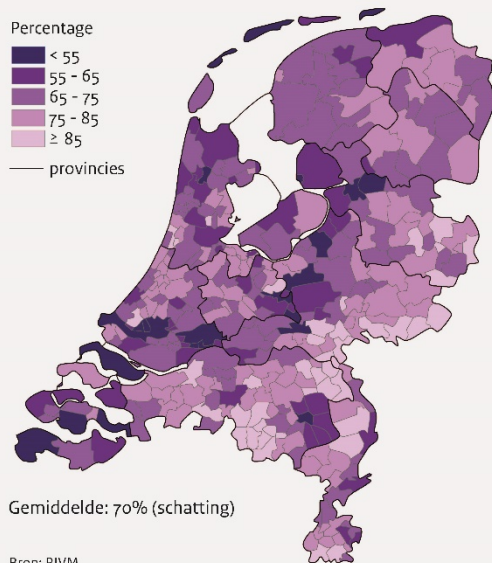 Percentage
< 55
55 - 65
65 - 75
75 - 85
≥ 85
provincies
Gemiddelde: 70% (schatting)
Bron: RIVM